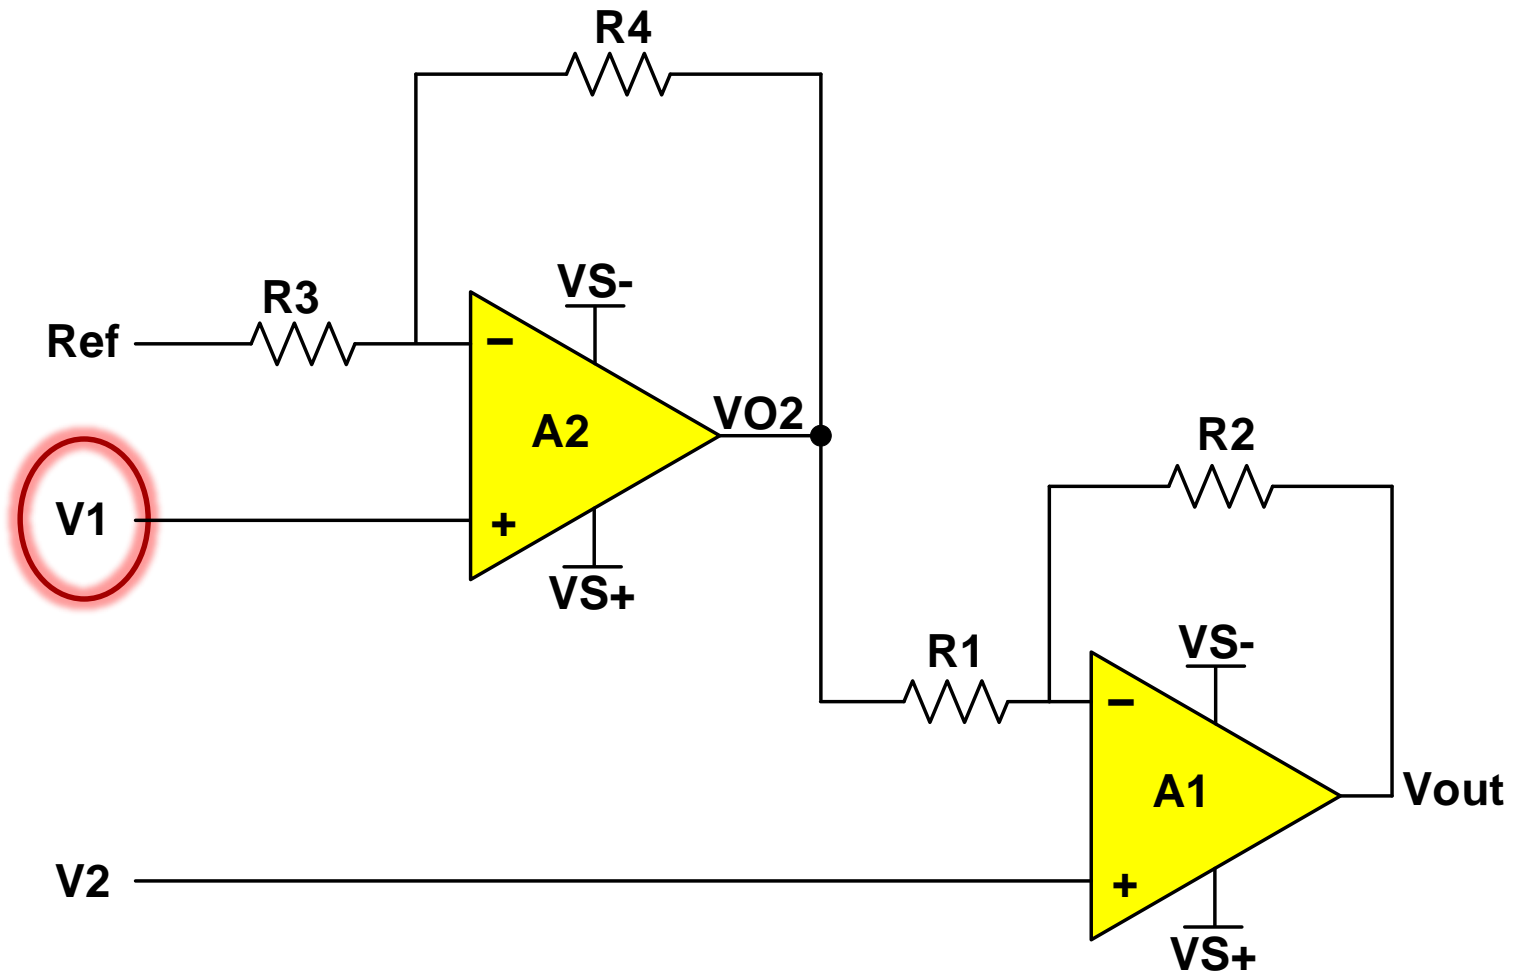 R4
VS-
R3
Ref
−
A2
VO2
R2
V1
+
VS+
R1
VS-
−
A1
Vout
V2
+
VS+